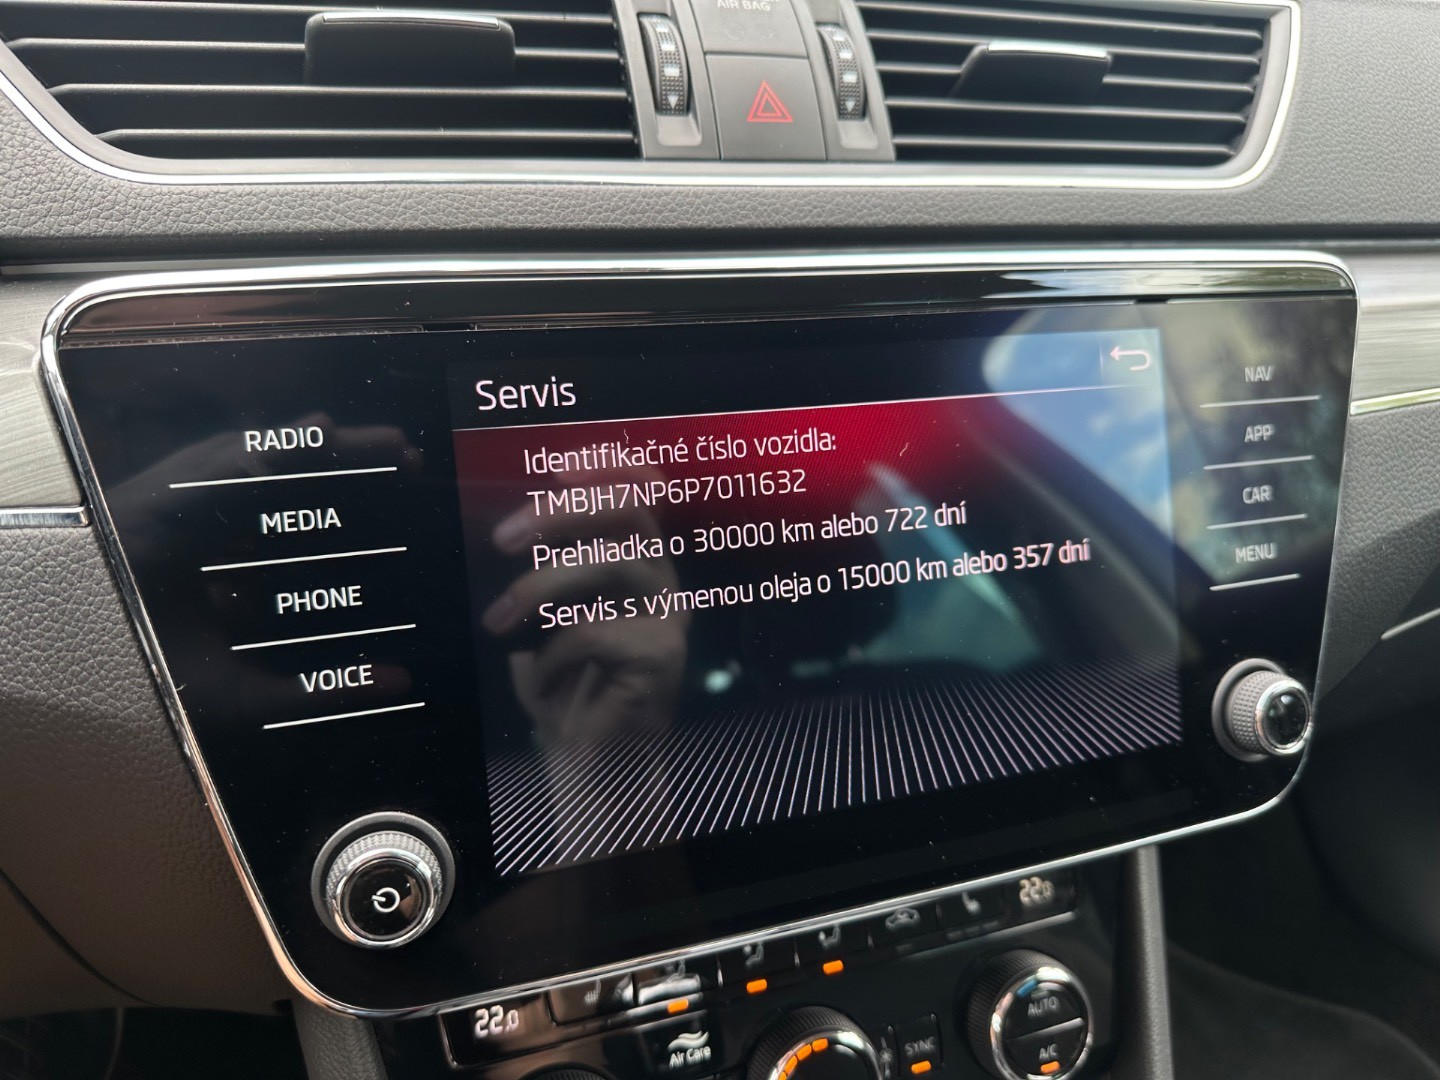 AIR BAG
Servis
Identifikačné číslo vozidla:
TMBJH7NP6P7011632
Prehliadka o 30000 km alebo 722 dní
Servis s výmenou oleja o 15000 km alebo 357 dní
RADIO
MEDIA
PHONE
VOICE
NAV
APP
CAR
MENU
22.0
22.0
Air Care
SYNC
AUTO
A/C